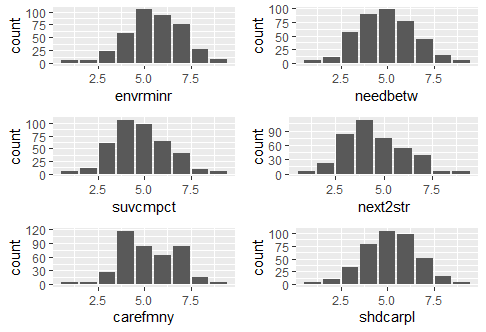 count
100
75
50
25
0
2.5 5.0 7.5
envrminr
count
100
75
50
25
0
2.5 5.0 7.5
needbetw
count
100
75
50
25
0
2.5 5.0 7.5
suvcmpct
count
90
60
30
0
2.5 5.0 7.5
next2str
count
120
90
60
30
0
2.5 5.0 7.5
carefmny
count
100
75
50
25
0
2.5 5.0 7.5
shdcarpl